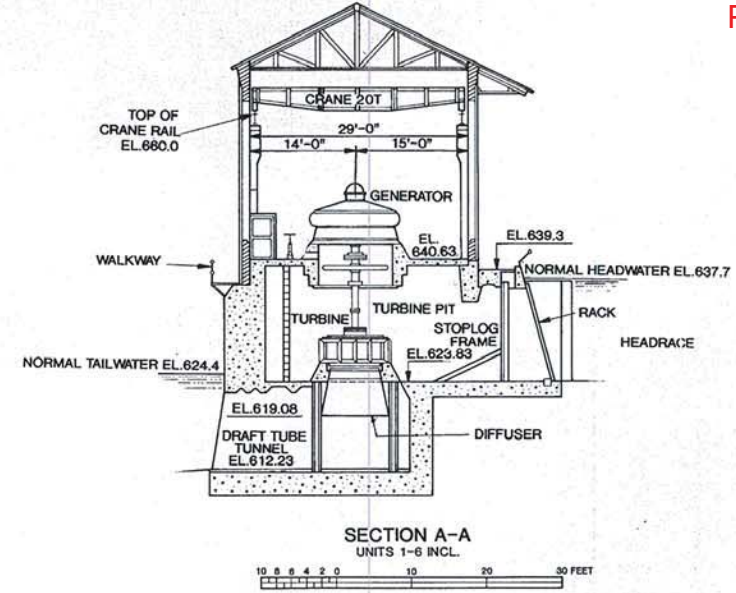 CRANE 20T
TOP OF
CRANE RAIL
EL.660.0
29'-0"
14'-0" 15'-0"
GENERATOR
EL.
640.63
EL.639.3
WALKWAY
NORMAL HEADWATER EL.637.7
TURBINE PIT
TURBINE
RACK
STOPLOG
FRAME
HEADRACE
NORMAL TAILWATER EL.624.4
EL.623.83
EL.619.08
DRAFT TUBE
TUNNEL
EL.612.23
DIFFUSER
SECTION A-A
UNITS 1-6 INCL.
10 8 6 4 2 0 10 20 30 FEET